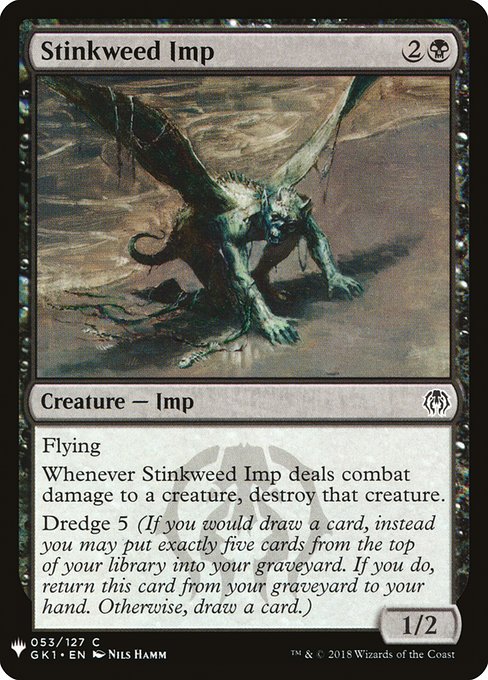 Stinkweed Imp 2
Creature — Imp
Flying
Whenever Stinkweed Imp deals combat
damage to a creature, destroy that creature.
Dredge 5 (If you would draw a card, instead
you may put exactly five cards from the top
of your library into your graveyard. If you do,
return this card from your graveyard to your
hand. Otherwise, draw a card.)
1/2
053/127 C
GK1 • EN Nils Hamm
™ & © 2018 Wizards of the Coast